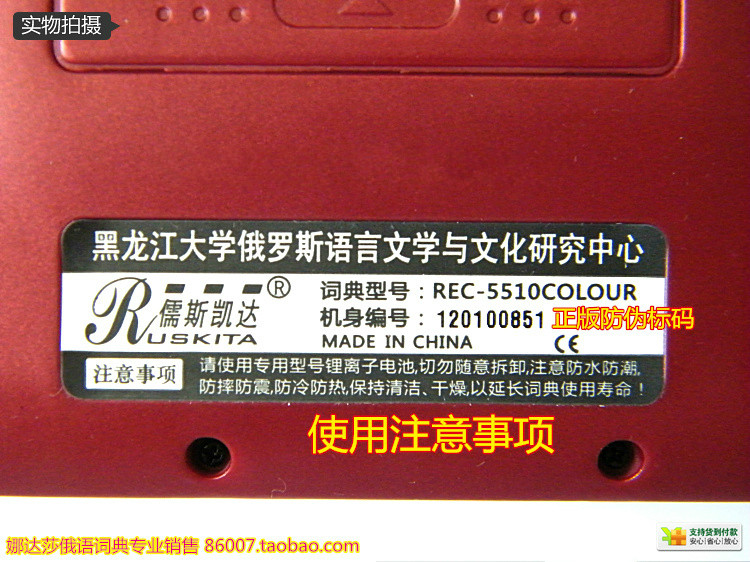 实物拍摄
黑龙江大学俄罗斯语言文学与文化研究中心
儒斯凯达®
RUSKITA
词典型号：REC-5510COLOUR
机身编号：120100851 正版防伪标码
MADE IN CHINA CE
注意事项
请使用专用型号锂离子电池,切勿随意拆卸,注意防水防潮,
防摔防震,防冷防热,保持清洁、干燥,以延长词典使用寿命！
使用注意事项
娜达莎俄语词典专业销售 86007.taobao.com
支持货到付款
安心|省心|放心